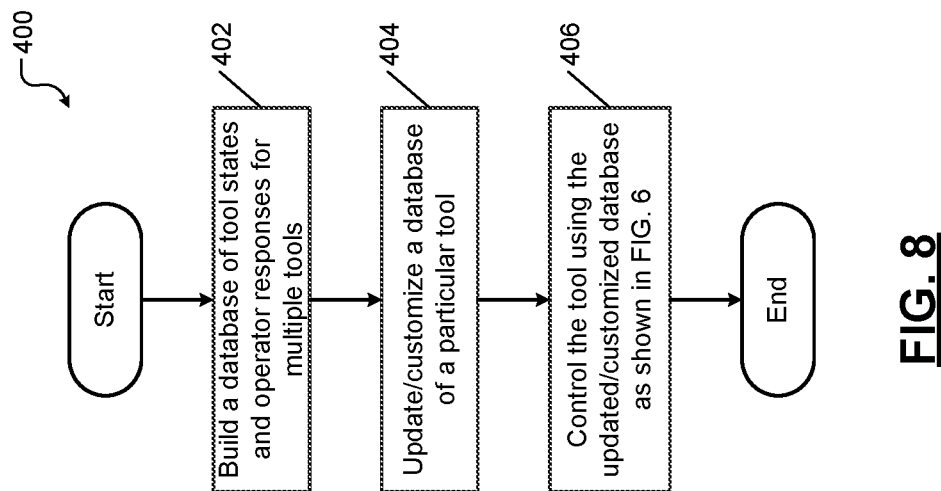 400
Start
Build a database of tool states
and operator responses for
multiple tools
402
Update/customize a database
of a particular tool
404
Control the tool using the
updated/customized database
as shown in FIG. 6
406
End
FIG. 8